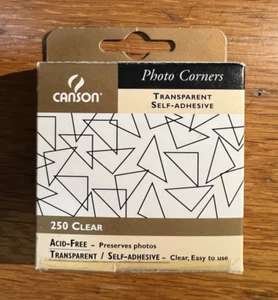 CANSON®
Photo Corners
TRANSPARENT
SELF-ADHESIVE
250 CLEAR
ACID-FREE – Preserves photos
TRANSPARENT / SELF-ADHESIVE – Clear, Easy to use